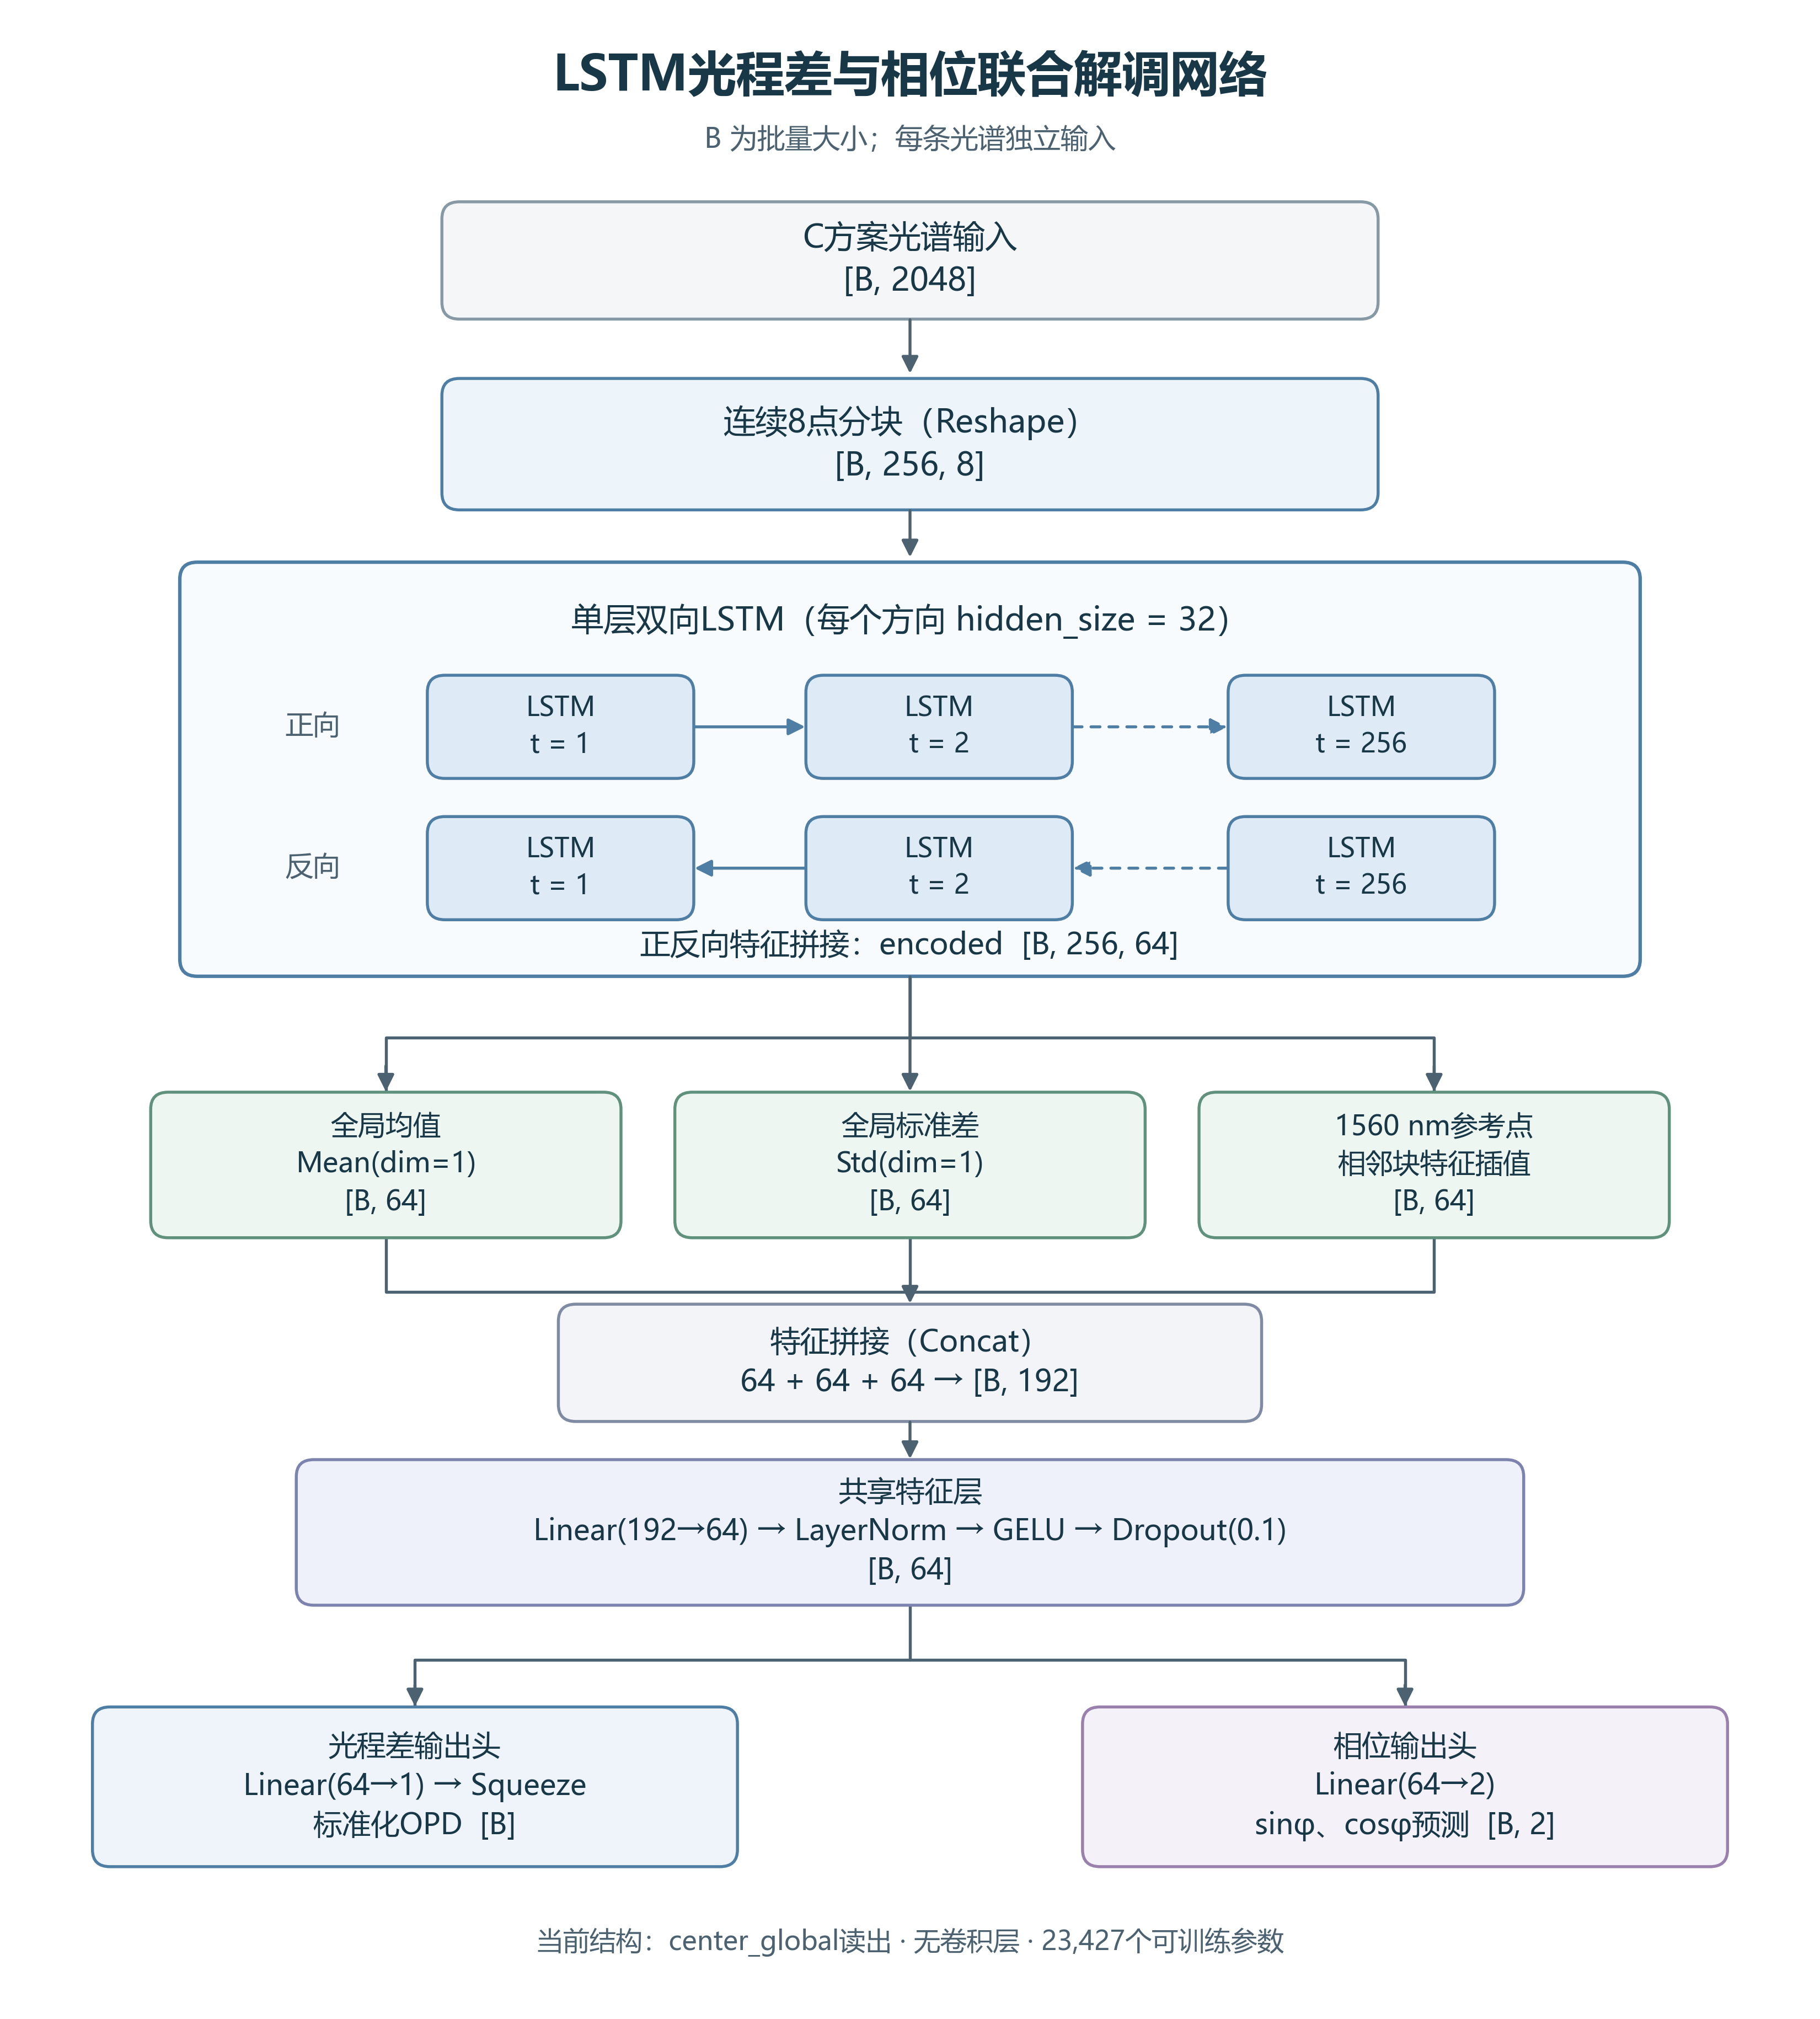 LSTM光程差与相位联合解调网络
B 为批量大小；每条光谱独立输入
C方案光谱输入
[B, 2048]
连续8点分块（Reshape）
[B, 256, 8]
单层双向LSTM（每个方向 hidden_size = 32）
正向
LSTM
t = 1
LSTM
t = 2
LSTM
t = 256
反向
LSTM
t = 1
LSTM
t = 2
LSTM
t = 256
正反向特征拼接：encoded [B, 256, 64]
全局均值
Mean(dim=1)
[B, 64]
全局标准差
Std(dim=1)
[B, 64]
1560 nm参考点
相邻块特征插值
[B, 64]
特征拼接（Concat）
64 + 64 + 64 → [B, 192]
共享特征层
Linear(192→64) → LayerNorm → GELU → Dropout(0.1)
[B, 64]
光程差输出头
Linear(64→1) → Squeeze
标准化OPD [B]
相位输出头
Linear(64→2)
sinφ、cosφ预测 [B, 2]
当前结构：center_global读出 · 无卷积层 · 23,427个可训练参数